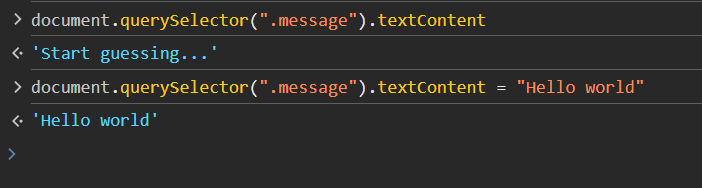 document.querySelector(".message").textContent
'Start guessing...'
document.querySelector(".message").textContent = "Hello world"
'Hello world'